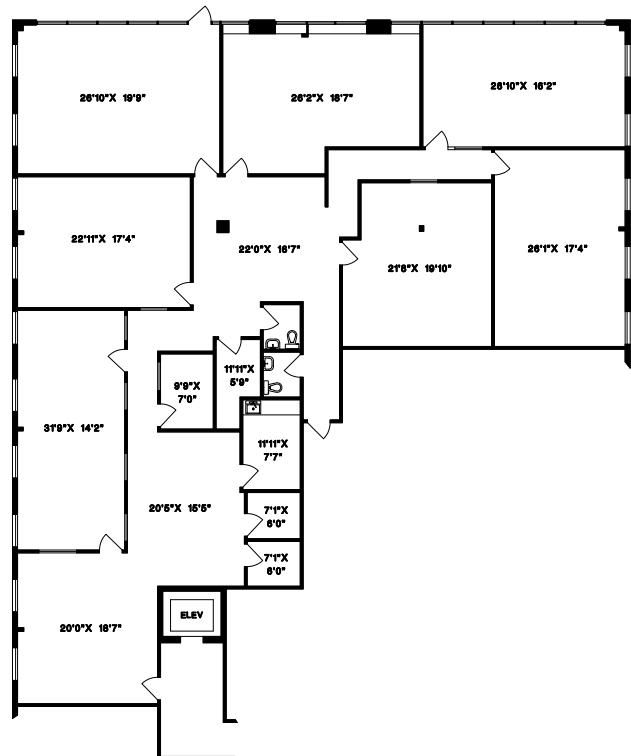 26'10"X 19'9"
26'2"X 18'7"
26'10"X 16'2"
22'11"X 17'4"
22'0"X 18'7"
21'6"X 19'10"
26'1"X 17'4"
11'11"X
5'9"
9'9"X
7'0"
31'9"X 14'2"
11'11"X
7'7"
20'5"X 15'5"
7'1"X
6'0"
7'1"X
6'0"
ELEV
20'0"X 18'7"